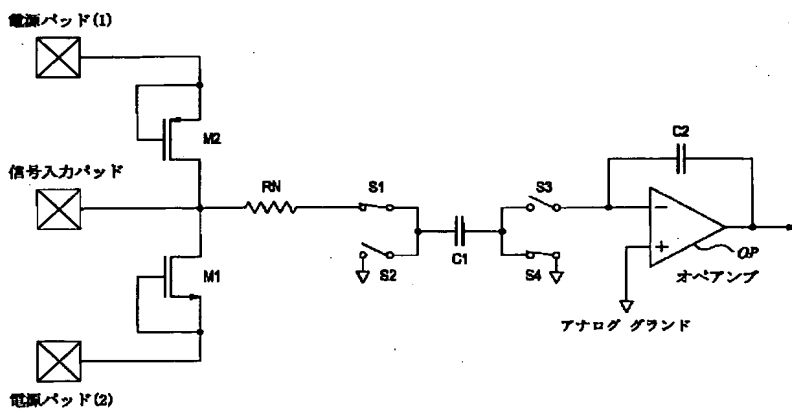 電源パッド(1)
M2
C2
信号入力パッド
RN
S1
S3
S2
C1
S4
M1
OP
オペアンプ
アナログ グランド
電源パッド(2)